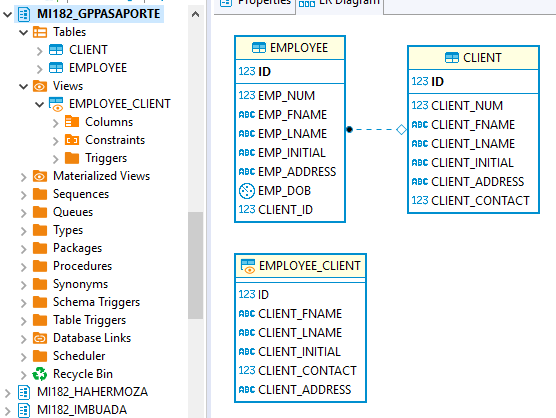 MI182_GPPASAPORTE
Tables
CLIENT
EMPLOYEE
Views
EMPLOYEE_CLIENT
Columns
Constraints
Triggers
Materialized Views
Sequences
Queues
Types
Packages
Procedures
Synonyms
Schema Triggers
Table Triggers
Database Links
Scheduler
Recycle Bin
MI182_HAHERMOZA
MI182_IMBUADA
Properties
ER Diagram
EMPLOYEE
123 ID
123 EMP_NUM
ABC EMP_FNAME
ABC EMP_LNAME
ABC EMP_INITIAL
ABC EMP_ADDRESS
EMP_DOB
123 CLIENT_ID
CLIENT
123 ID
123 CLIENT_NUM
ABC CLIENT_FNAME
ABC CLIENT_LNAME
ABC CLIENT_INITIAL
ABC CLIENT_ADDRESS
123 CLIENT_CONTACT
EMPLOYEE_CLIENT
123 ID
ABC CLIENT_FNAME
ABC CLIENT_LNAME
ABC CLIENT_INITIAL
123 CLIENT_CONTACT
ABC CLIENT_ADDRESS